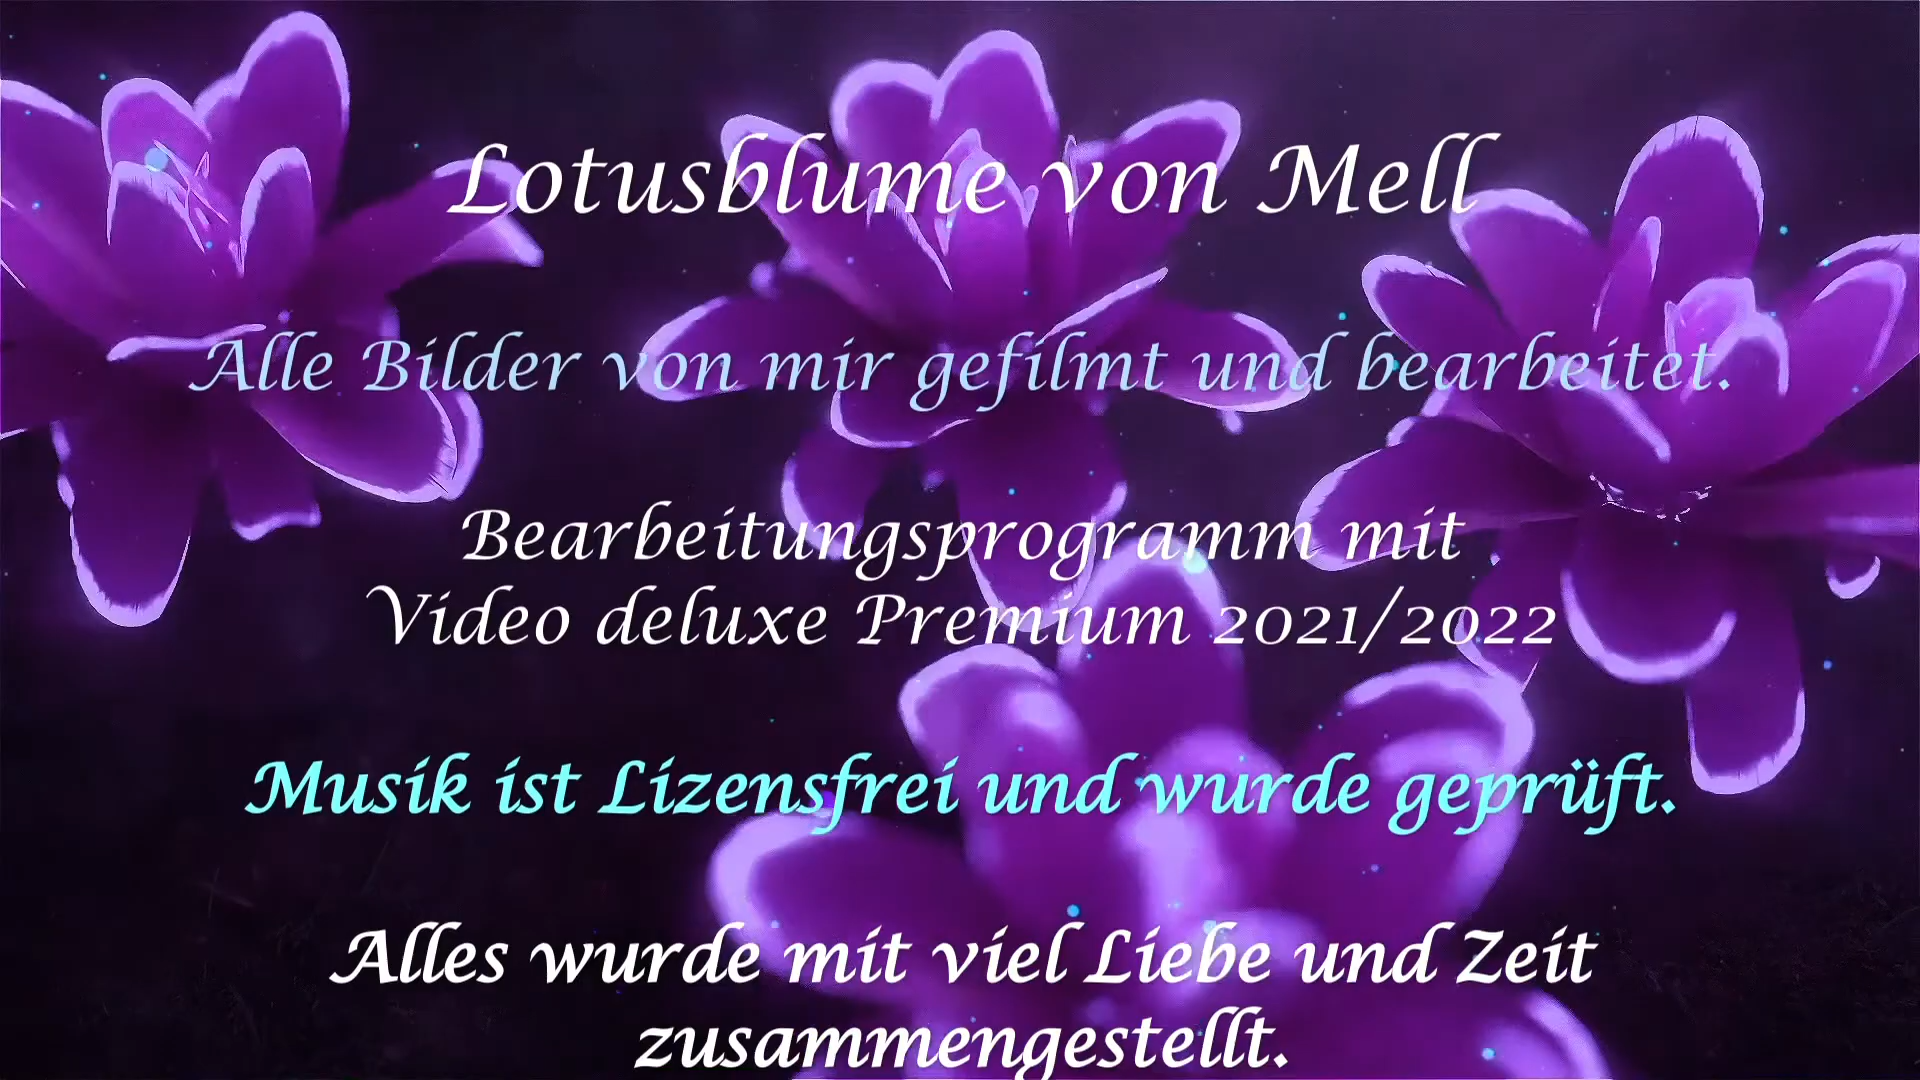 Lotusblume von Mell
Alle Bilder von mir gefilmt und bearbeitet.
Bearbeitungsprogramm mit
Video deluxe Premium 2021/2022
Musik ist Lizensfrei und wurde geprüft.
Alles wurde mit viel Liebe und Zeit
zusammengestellt.